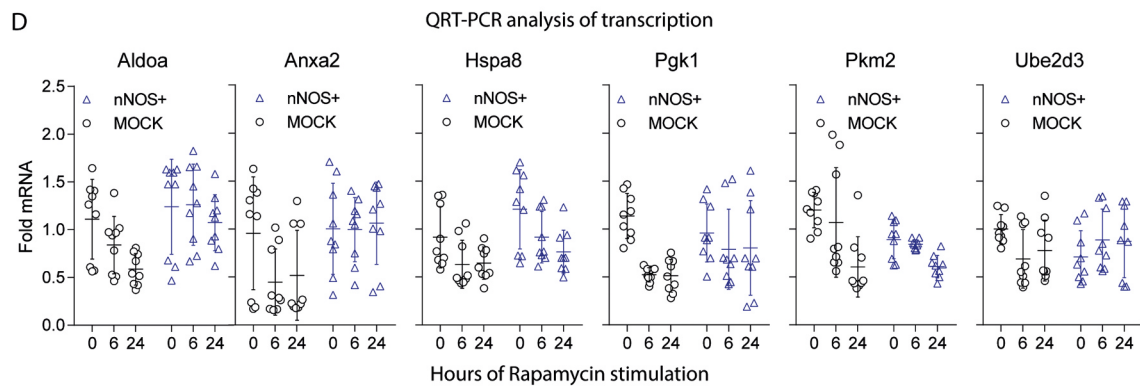 D
QRT-PCR analysis of transcription
Aldoa Anxa2 Hspa8 Pgk1 Pkm2 Ube2d3
2.5
nNOS+ nNOS+ nNOS+ nNOS+ nNOS+ nNOS+
MOCK MOCK MOCK MOCK MOCK MOCK
2.0
1.5
Fold mRNA
1.0
0.5
0.0
0 6 24 0 6 24 0 6 24 0 6 24 0 6 24 0 6 24 0 6 24 0 6 24 0 6 24 0 6 24 0 6 24 0 6 24
Hours of Rapamycin stimulation